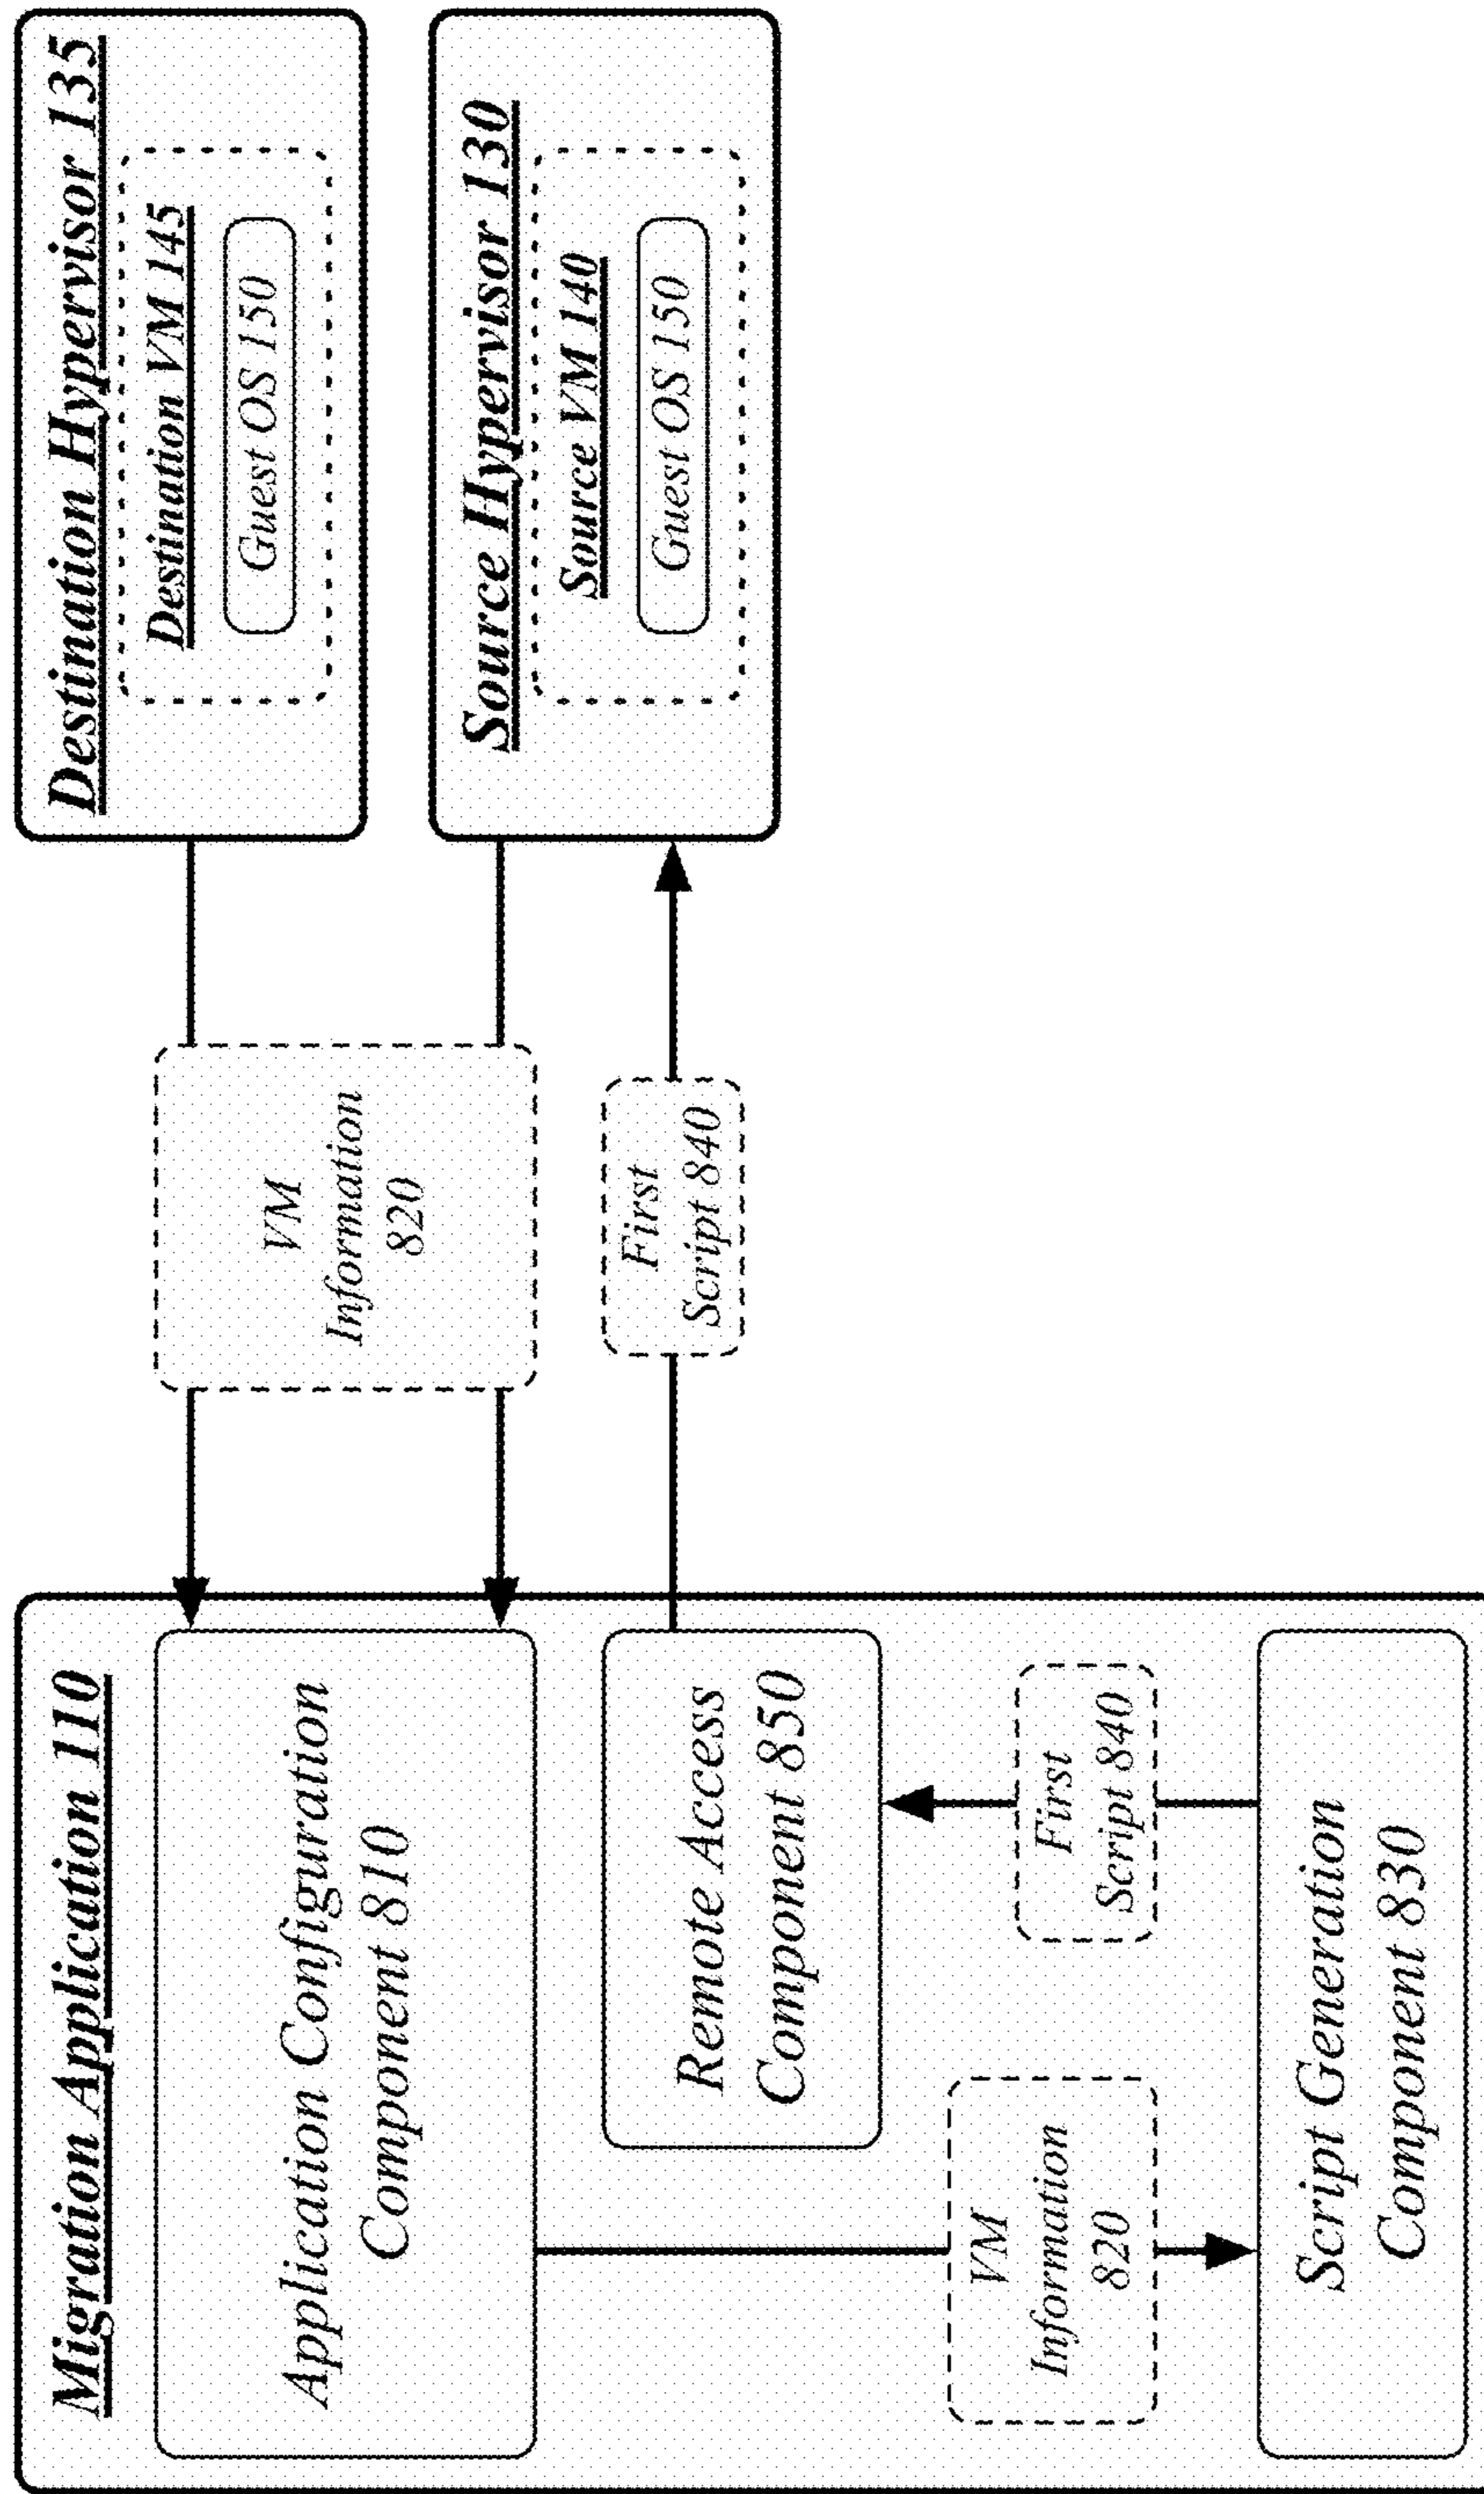 Migration Application 110
Application Configuration
Component 810
Remote Access
Component 850
VM
Information
820
First
Script 840
Script Generation
Component 830
VM
Information
820
First
Script 840
Destination Hypervisor 135
Destination VM 145
Guest OS 150
Source Hypervisor 130
Source VM 140
Guest OS 150